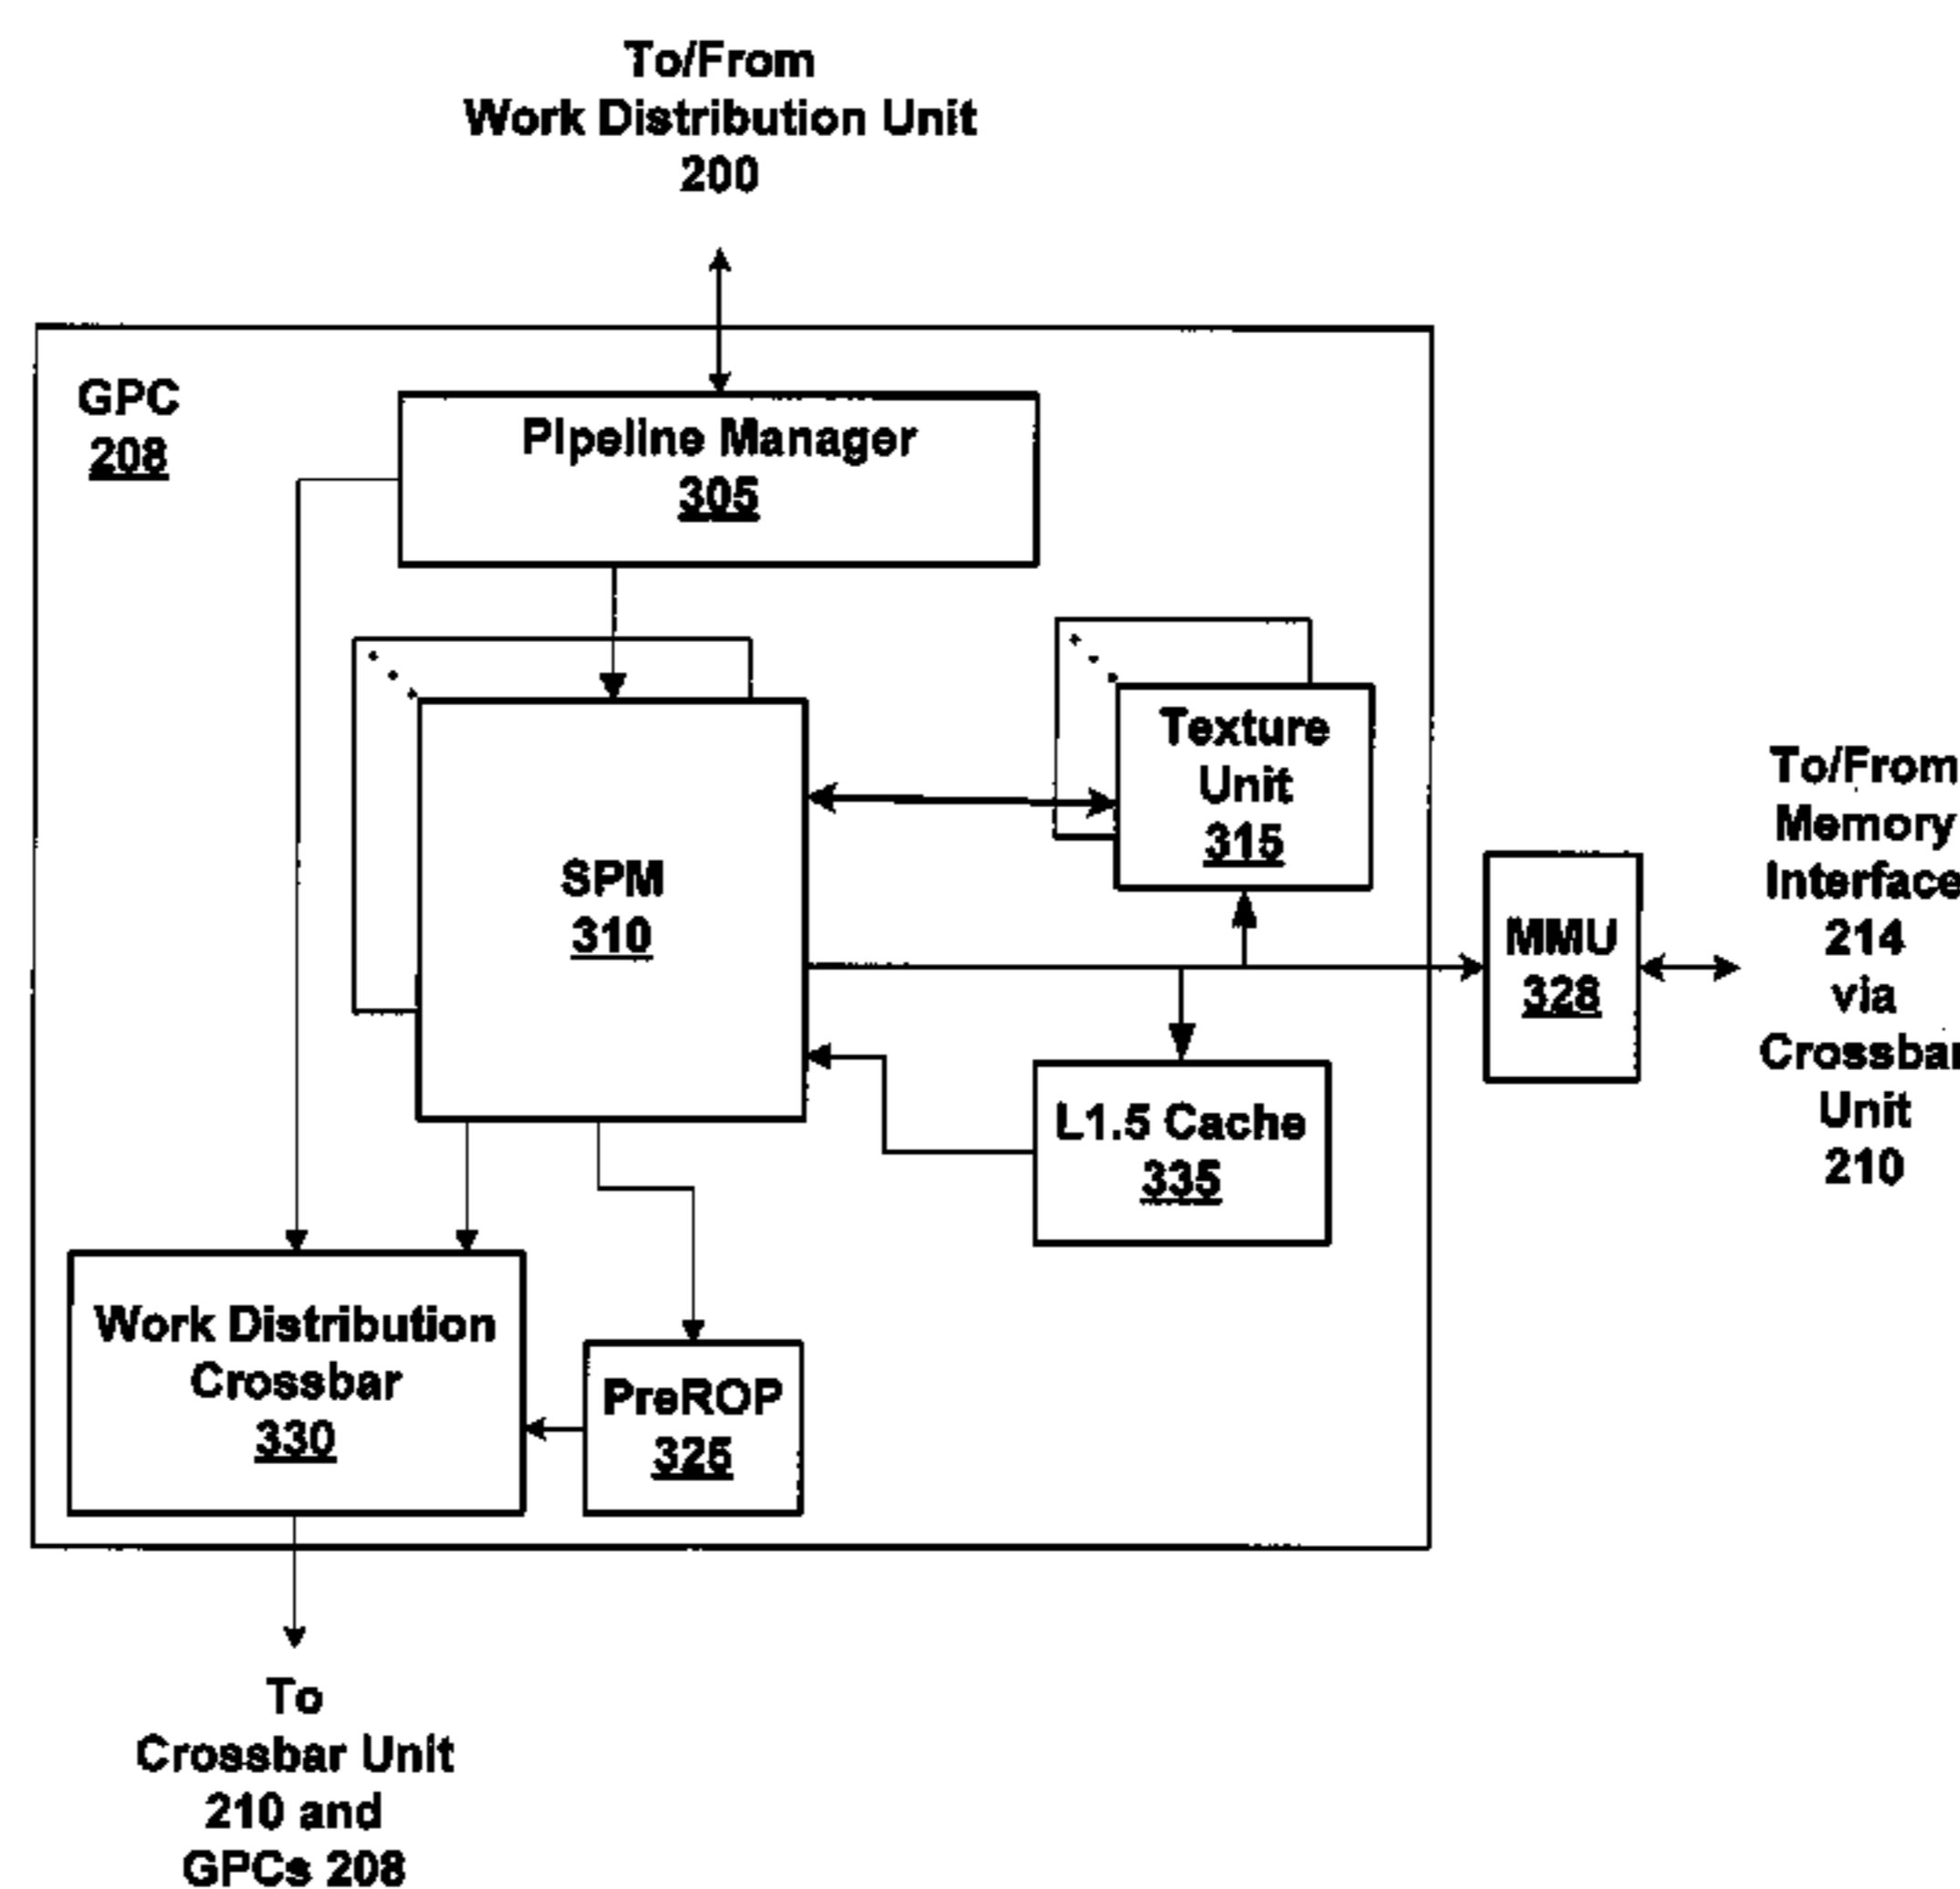 To/From
Work Distribution Unit
200
GPC
208
Pipeline Manager
305
Texture
Unit
315
SPM
310
To/From
Memory
Interface
214
via
Crossbar
Unit
210
MMU
328
L1.5 Cache
335
Work Distribution
Crossbar
330
PreROP
325
To
Crossbar Unit
210 and
GPCs 208